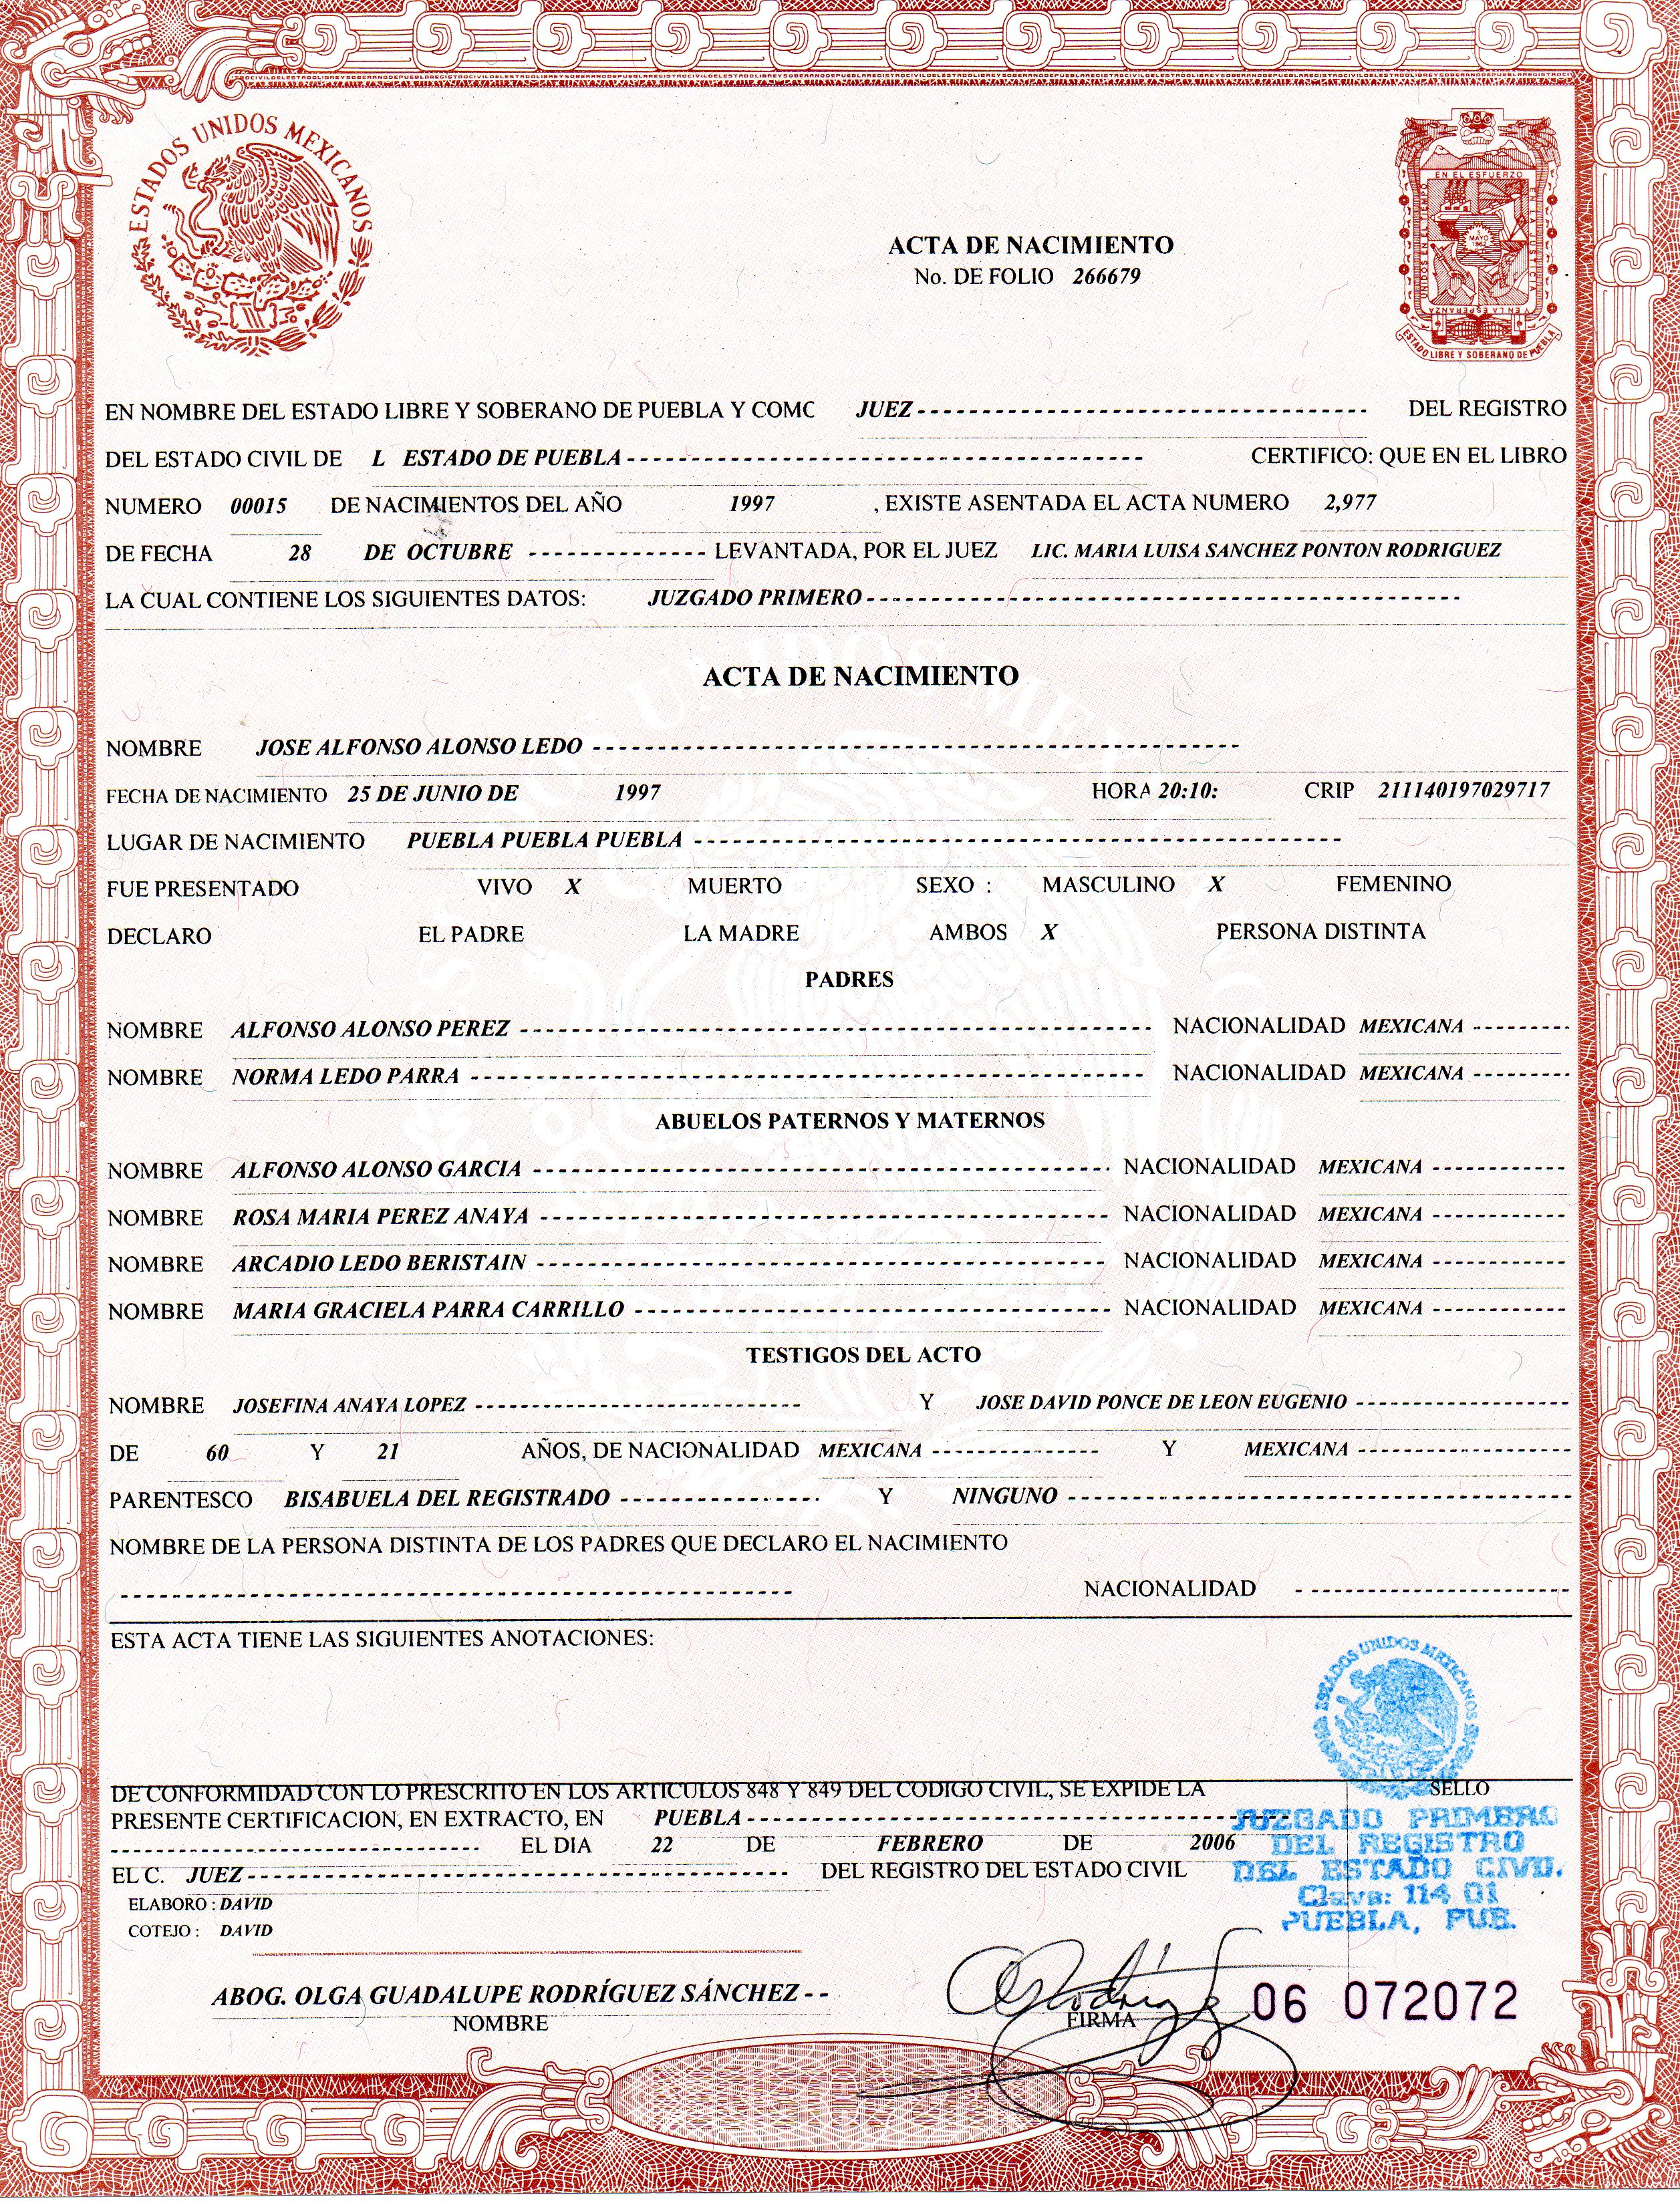 ESTADOS UNIDOS MEXICANOS
EN EL ESFUERZO
UNIDOS EN EL TIEMPO
EN LA JUSTICIA
Y EN LA ESPERANZA
5 MAYO 1862
ESTADO LIBRE Y SOBERANO DE PUEBLA
ACTA DE NACIMIENTO
No. DE FOLIO 266679
EN NOMBRE DEL ESTADO LIBRE Y SOBERANO DE PUEBLA Y COMO JUEZ ---------- DEL REGISTRO
DEL ESTADO CIVIL DE L ESTADO DE PUEBLA ---------- CERTIFICO: QUE EN EL LIBRO
NUMERO 00015 DE NACIMIENTOS DEL AÑO 1997 , EXISTE ASENTADA EL ACTA NUMERO 2,977
DE FECHA 28 DE OCTUBRE ---------- LEVANTADA, POR EL JUEZ LIC. MARIA LUISA SANCHEZ PONTON RODRIGUEZ
LA CUAL CONTIENE LOS SIGUIENTES DATOS: JUZGADO PRIMERO ----------
ACTA DE NACIMIENTO
NOMBRE JOSE ALFONSO ALONSO LEDO ----------
FECHA DE NACIMIENTO 25 DE JUNIO DE 1997 HORA 20:10: CRIP 211140197029717
LUGAR DE NACIMIENTO PUEBLA PUEBLA PUEBLA ----------
FUE PRESENTADO VIVO X MUERTO SEXO : MASCULINO X FEMENINO
DECLARO EL PADRE LA MADRE AMBOS X PERSONA DISTINTA
PADRES
NOMBRE ALFONSO ALONSO PEREZ ---------- NACIONALIDAD MEXICANA --------
NOMBRE NORMA LEDO PARRA ---------- NACIONALIDAD MEXICANA --------
ABUELOS PATERNOS Y MATERNOS
NOMBRE ALFONSO ALONSO GARCIA ---------- NACIONALIDAD MEXICANA ----------
NOMBRE ROSA MARIA PEREZ ANAYA ---------- NACIONALIDAD MEXICANA ----------
NOMBRE ARCADIO LEDO BERISTAIN ---------- NACIONALIDAD MEXICANA ----------
NOMBRE MARIA GRACIELA PARRA CARRILLO ---------- NACIONALIDAD MEXICANA ----------
TESTIGOS DEL ACTO
NOMBRE JOSEFINA ANAYA LOPEZ ---------- Y JOSE DAVID PONCE DE LEON EUGENIO ----------
DE 60 Y 21 AÑOS, DE NACIONALIDAD MEXICANA ---------- Y MEXICANA ----------
PARENTESCO BISABUELA DEL REGISTRADO ---------- Y NINGUNO ----------
NOMBRE DE LA PERSONA DISTINTA DE LOS PADRES QUE DECLARO EL NACIMIENTO
---------- NACIONALIDAD ----------
ESTA ACTA TIENE LAS SIGUIENTES ANOTACIONES:
ESTADOS UNIDOS MEXICANOS
DE CONFORMIDAD CON LO PRESCRITO EN LOS ARTICULOS 848 Y 849 DEL CODIGO CIVIL, SE EXPIDE LA SELLO
PRESENTE CERTIFICACION, EN EXTRACTO, EN PUEBLA ----------
---------- EL DIA 22 DE FEBRERO DE 2006
EL C. JUEZ ---------- DEL REGISTRO DEL ESTADO CIVIL
JUZGADO PRIMERO
DEL REGISTRO
DEL ESTADO CIVIL
Clave: 114 01
PUEBLA, PUE.
ELABORO : DAVID
COTEJO : DAVID
ABOG. OLGA GUADALUPE RODRÍGUEZ SÁNCHEZ --
NOMBRE
FIRMA
06 072072